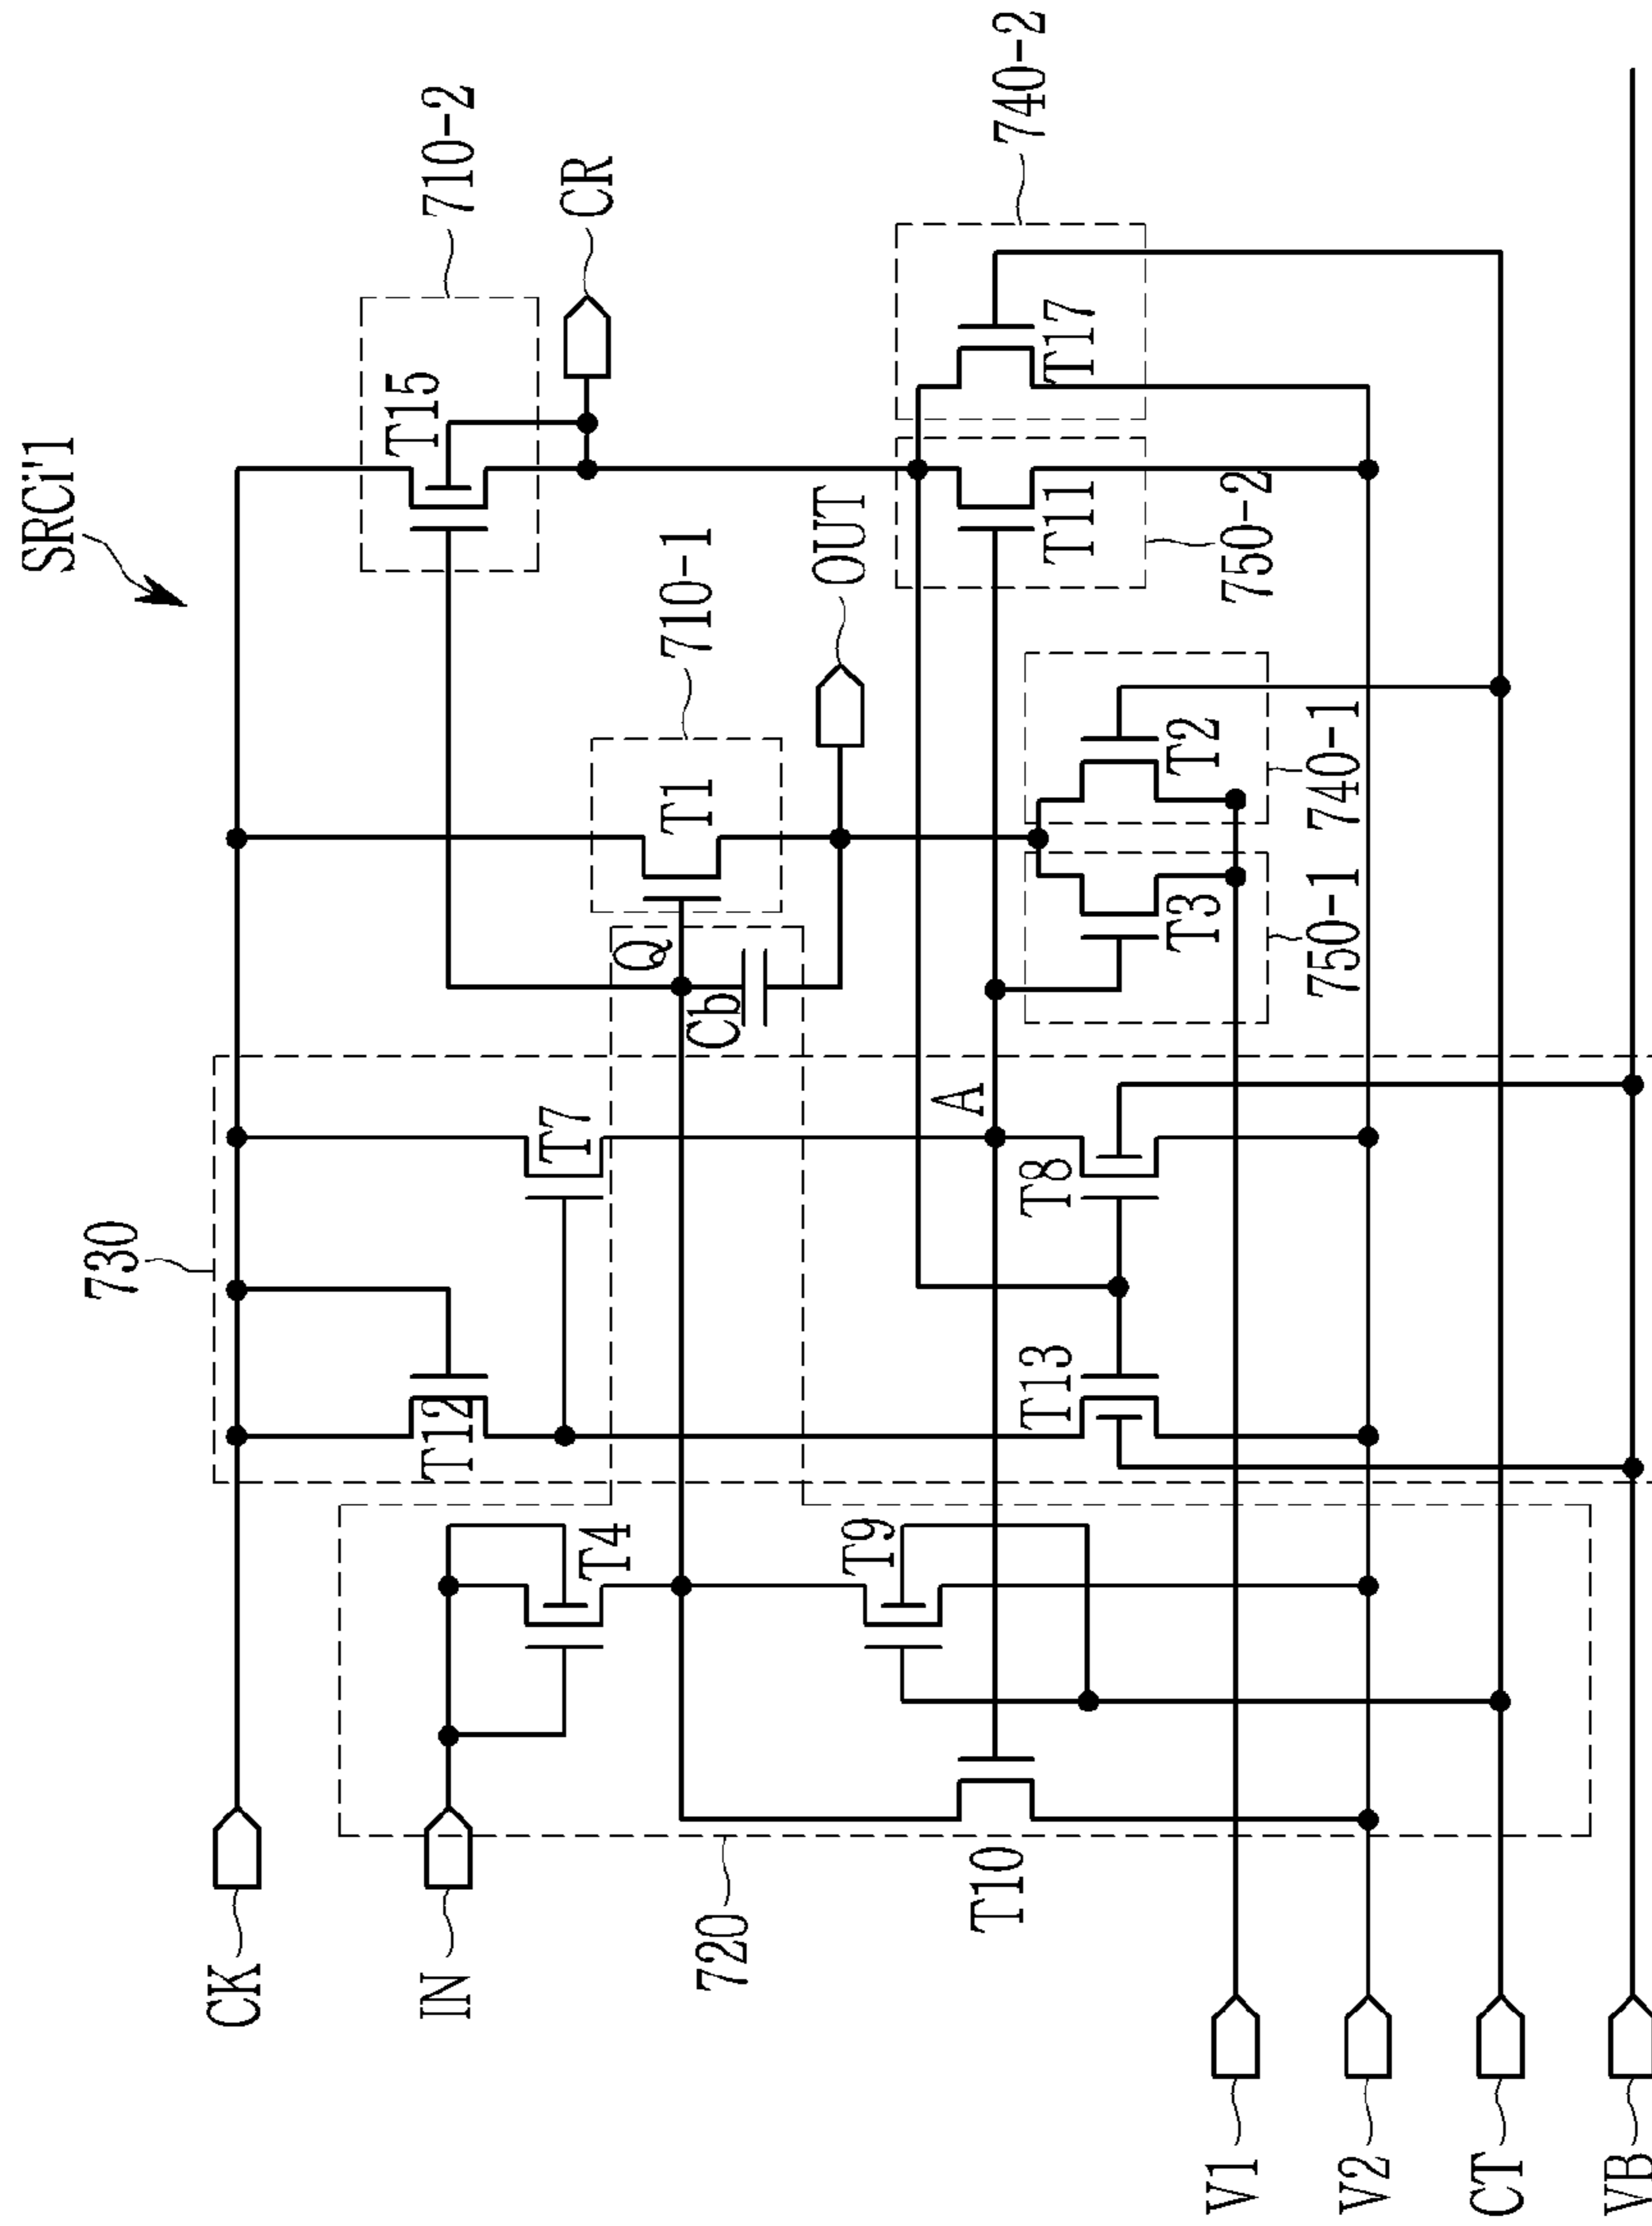 SRCi'1
730
710-2
T15
CR
CK
T12
T7
710-1
T1
IN
T4
Q
Cb
OUT
740-2
720
T9
A
T17
T11
750-2
T10
T13
T8
T3
T2
750-1
740-1
V1
V2
CT
VB